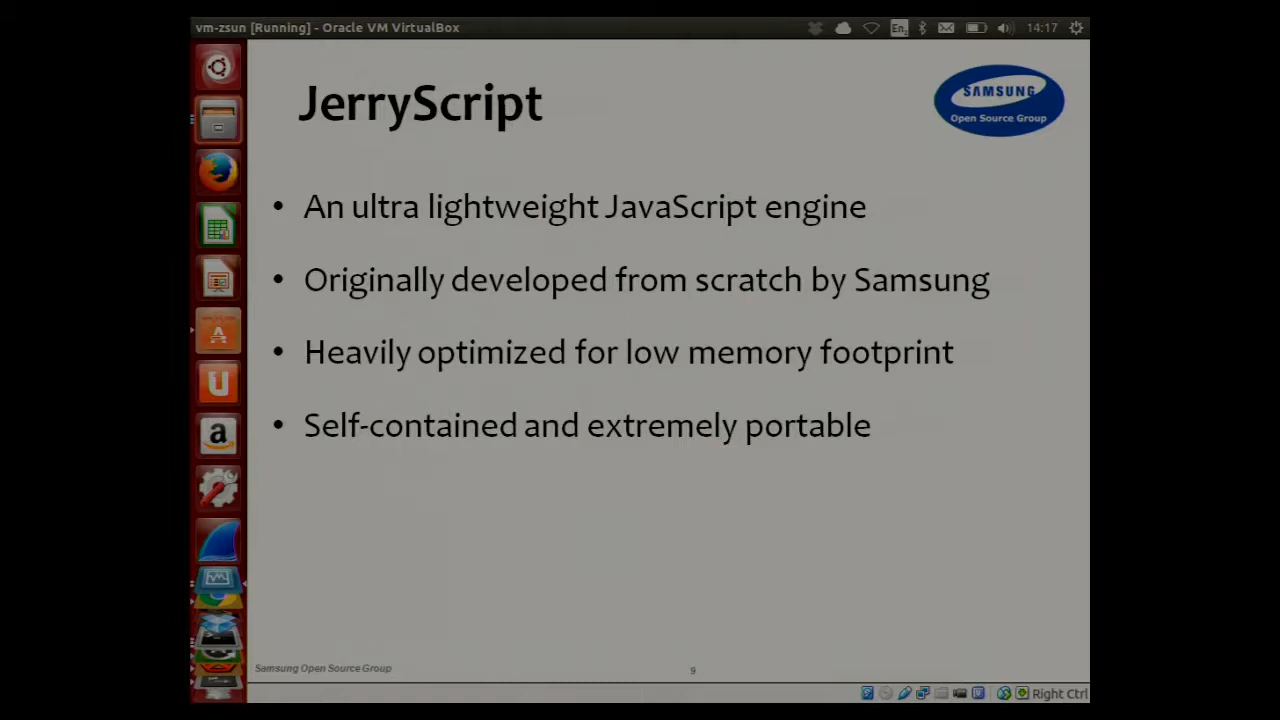 vm-zsun [Running] - Oracle VM VirtualBox
En
14:17
JerryScript
SAMSUNG
Open Source Group
• An ultra lightweight JavaScript engine
• Originally developed from scratch by Samsung
• Heavily optimized for low memory footprint
• Self-contained and extremely portable
Samsung Open Source Group
9
Right Ctrl